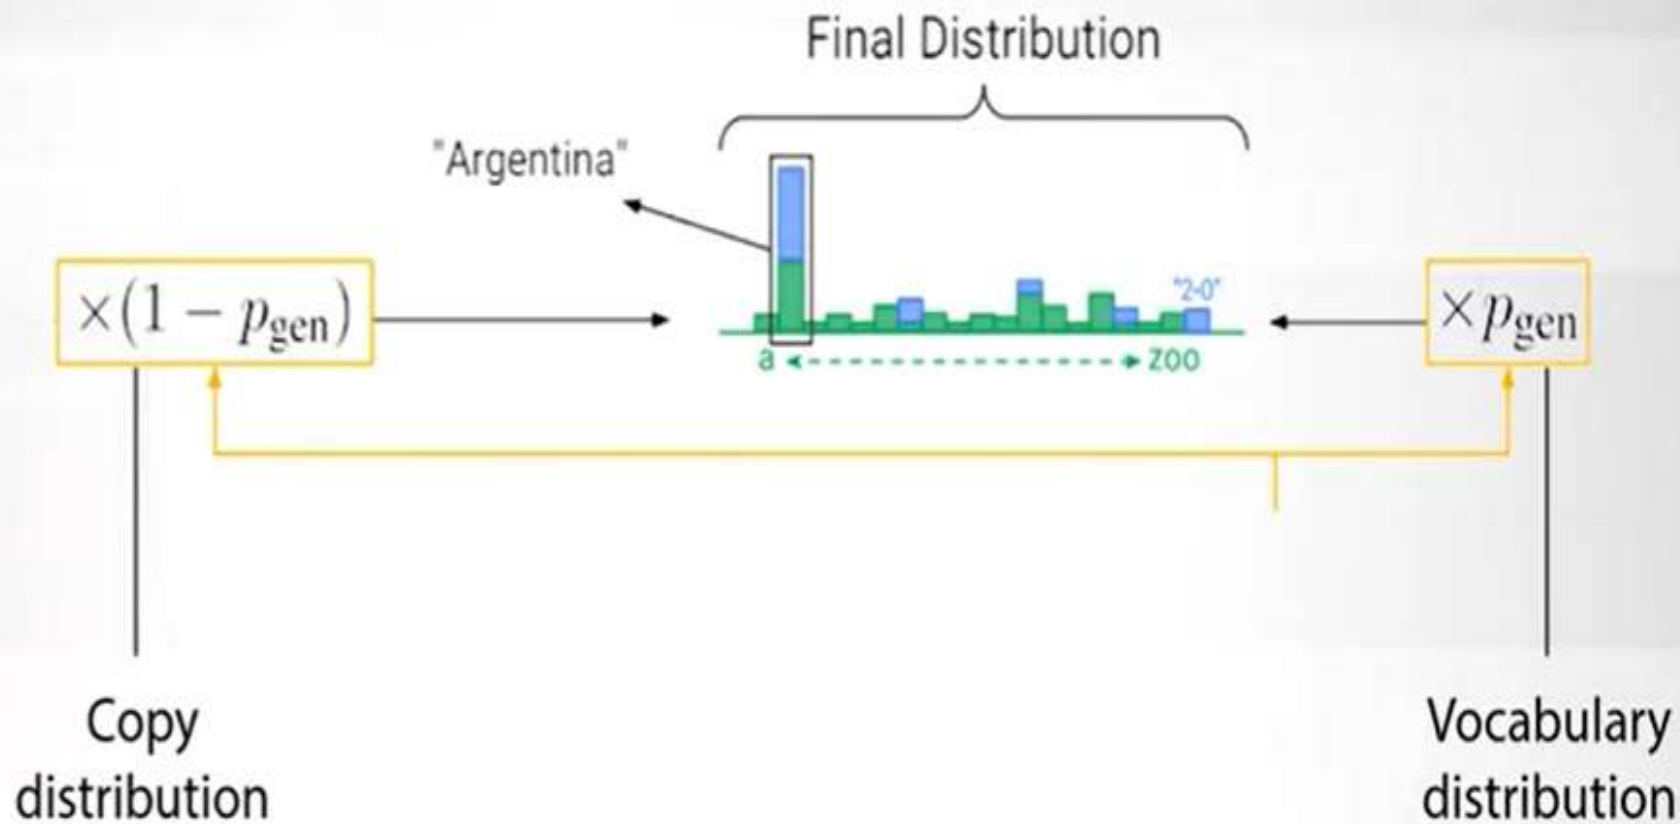 Final Distribution
"Argentina"
×(1 − pgen)
"2-0"
×pgen
a
zoo
Copy
distribution
Vocabulary
distribution